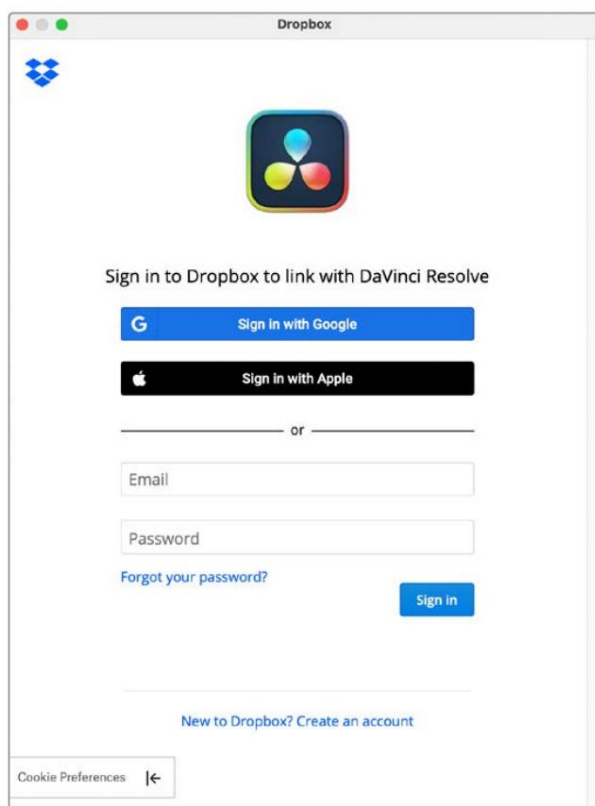 Dropbox
Sign in to Dropbox to link with DaVinci Resolve
Sign in with Google
Sign in with Apple
or
Email
Password
Forgot your password?
Sign in
New to Dropbox? Create an account
Cookie Preferences